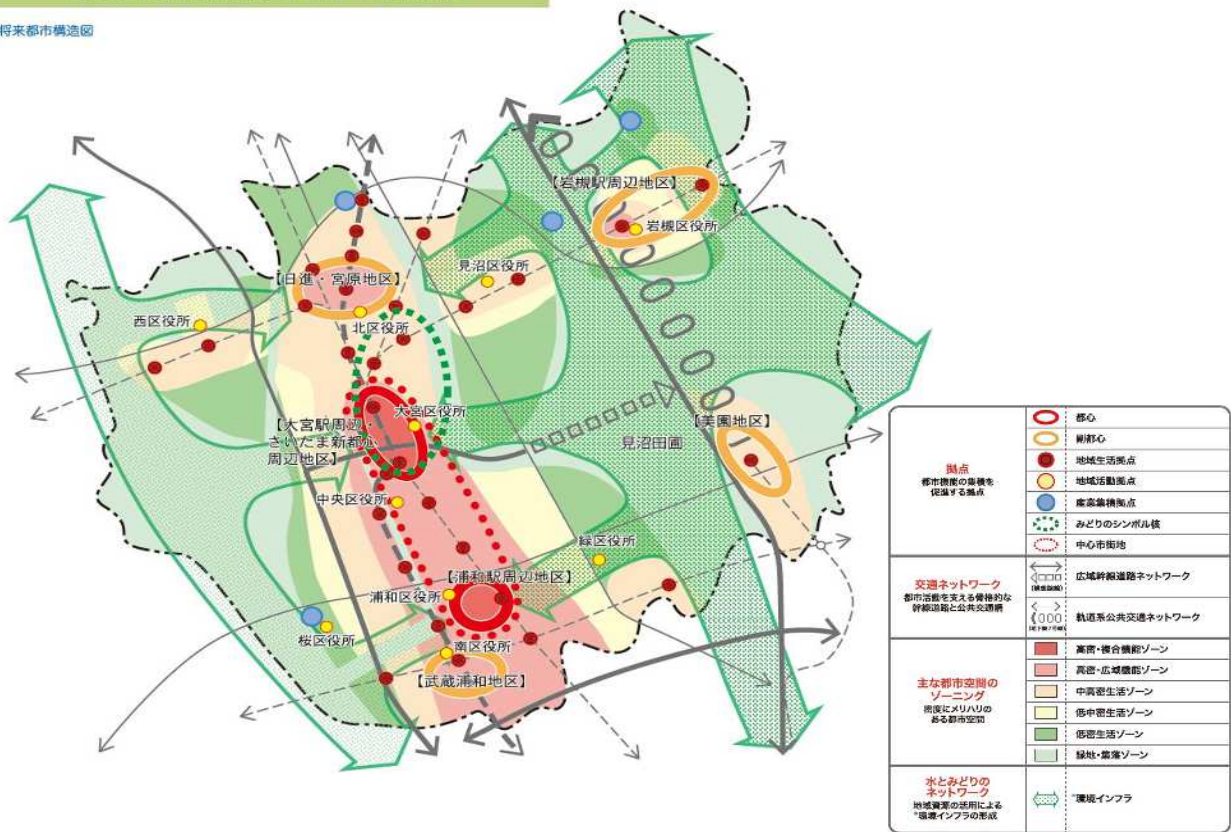 将来都市構造図
【岩槻駅周辺地区】
岩槻区役所
見沼区役所
【日進・宮原地区】
西区役所
北区役所
大宮区役所
【大宮駅周辺・
さいたま新都心
周辺地区】
【美園地区】
見沼田圃
中央区役所
緑区役所
【浦和駅周辺地区】
浦和区役所
桜区役所
南区役所
【武蔵浦和地区】
拠点
都市機能の集積を
促進する拠点
都心
副都心
地域生活拠点
地域活動拠点
産業集積拠点
みどりのシンボル核
中心市街地
交通ネットワーク
都市活動を支える骨格的な
幹線道路と公共交通網
広域幹線道路ネットワーク
軌道系公共交通ネットワーク
主な都市空間の
ゾーニング
密度にメリハリの
ある都市空間
高密・複合機能ゾーン
高密・広域機能ゾーン
中高密生活ゾーン
低中密生活ゾーン
低密生活ゾーン
緑地・集落ゾーン
水とみどりの
ネットワーク
地域資源の活用による
*環境インフラの形成
*環境インフラ